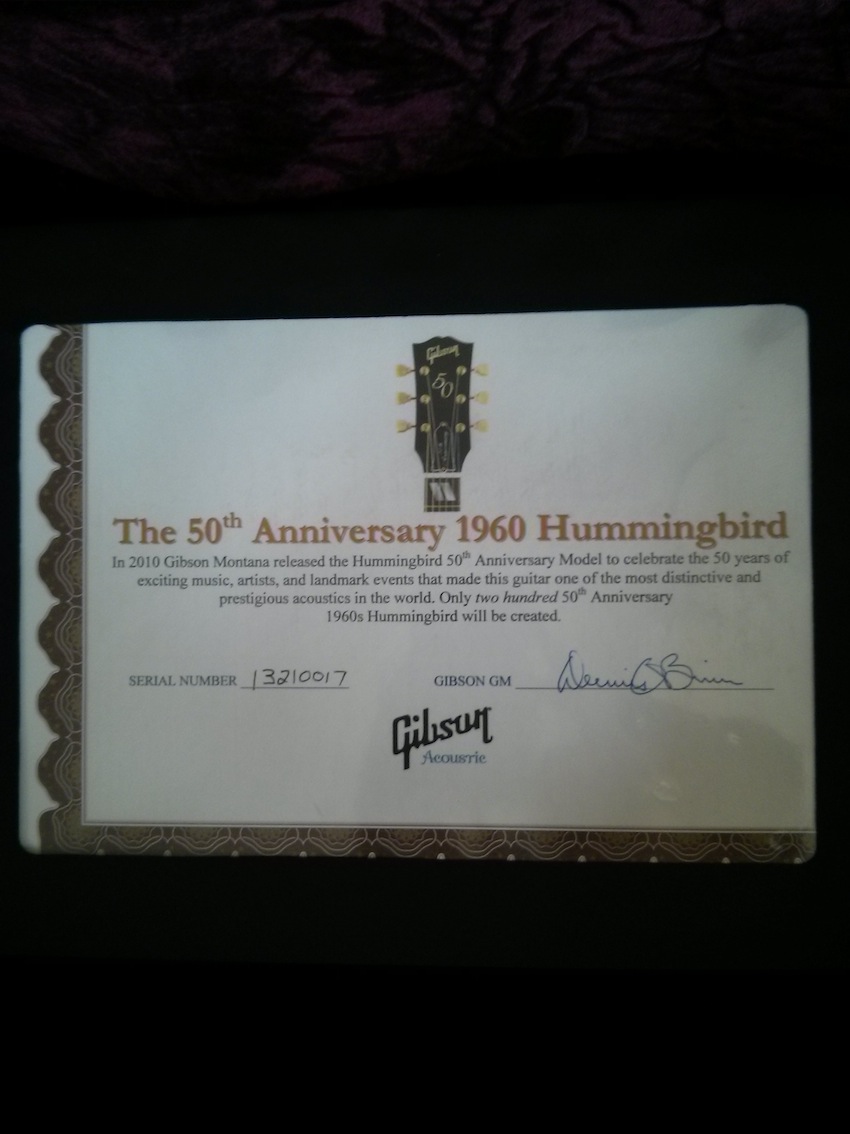 Gibson
50
The 50th Anniversary 1960 Hummingbird
In 2010 Gibson Montana released the Hummingbird 50th Anniversary Model to celebrate the 50 years of
exciting music, artists, and landmark events that made this guitar one of the most distinctive and
prestigious acoustics in the world. Only two hundred 50th Anniversary
1960s Hummingbird will be created.
SERIAL NUMBER 13210017 GIBSON GM
Gibson
Acoustic